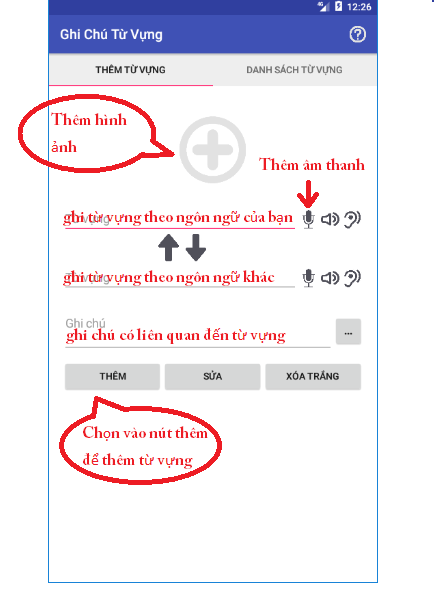 4G 12:26
Ghi Chú Từ Vựng
THÊM TỪ VỰNG DANH SÁCH TỪ VỰNG
Thêm hình
ảnh
Thêm âm thanh
ghi từ vựng theo ngôn ngữ của bạn
ghi từ vựng theo ngôn ngữ khác
Ghi chú
ghi chú có liên quan đến từ vựng
...
THÊM SỬA XÓA TRẮNG
Chọn vào nút thêm
để thêm từ vựng